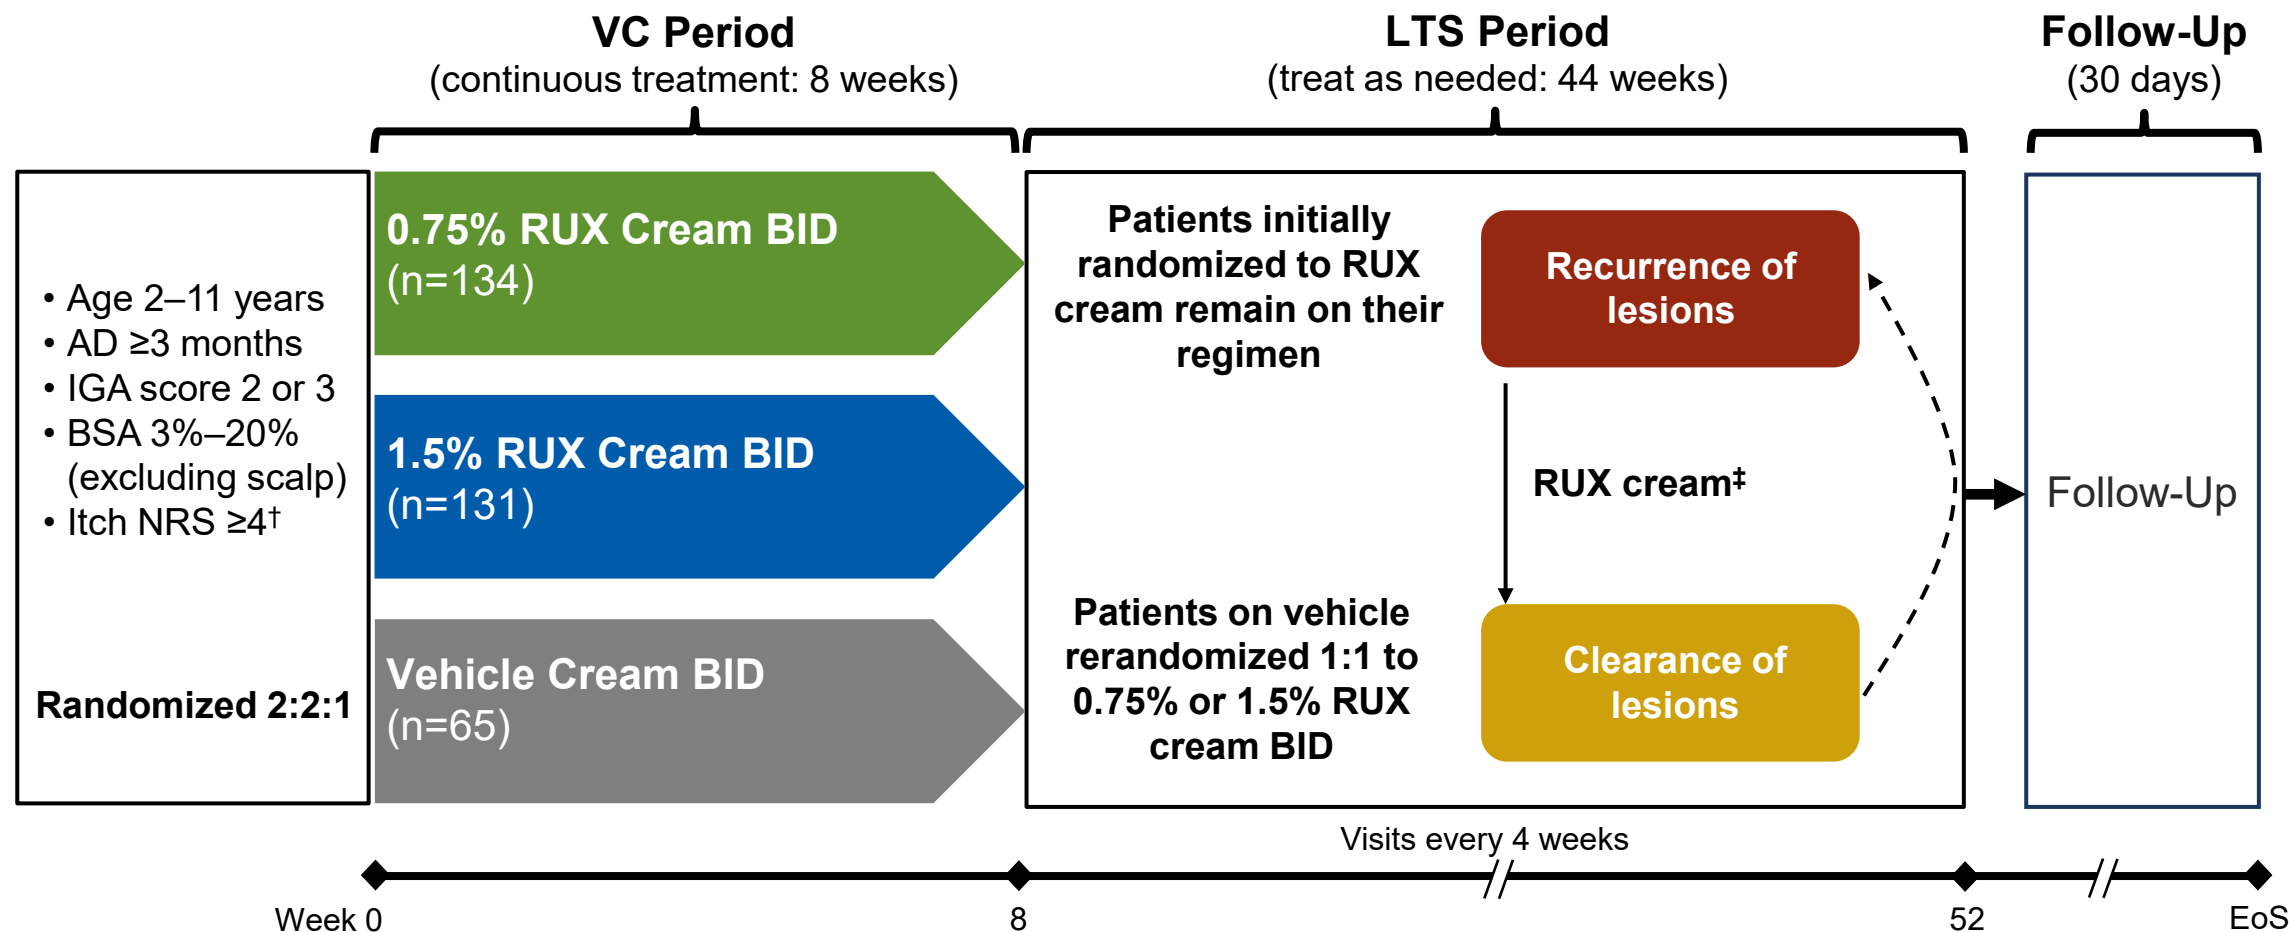 VC Period
(continuous treatment: 8 weeks)
LTS Period
(treat as needed: 44 weeks)
Follow-Up
(30 days)
• Age 2–11 years
• AD ≥3 months
• IGA score 2 or 3
• BSA 3%–20%
(excluding scalp)
• Itch NRS ≥4†
Randomized 2:2:1
0.75% RUX Cream BID
(n=134)
1.5% RUX Cream BID
(n=131)
Vehicle Cream BID
(n=65)
Patients initially
randomized to RUX
cream remain on their
regimen
Patients on vehicle
rerandomized 1:1 to
0.75% or 1.5% RUX
cream BID
Recurrence of
lesions
RUX cream‡
Clearance of
lesions
Follow-Up
Visits every 4 weeks
Week 0
8
52
EoS